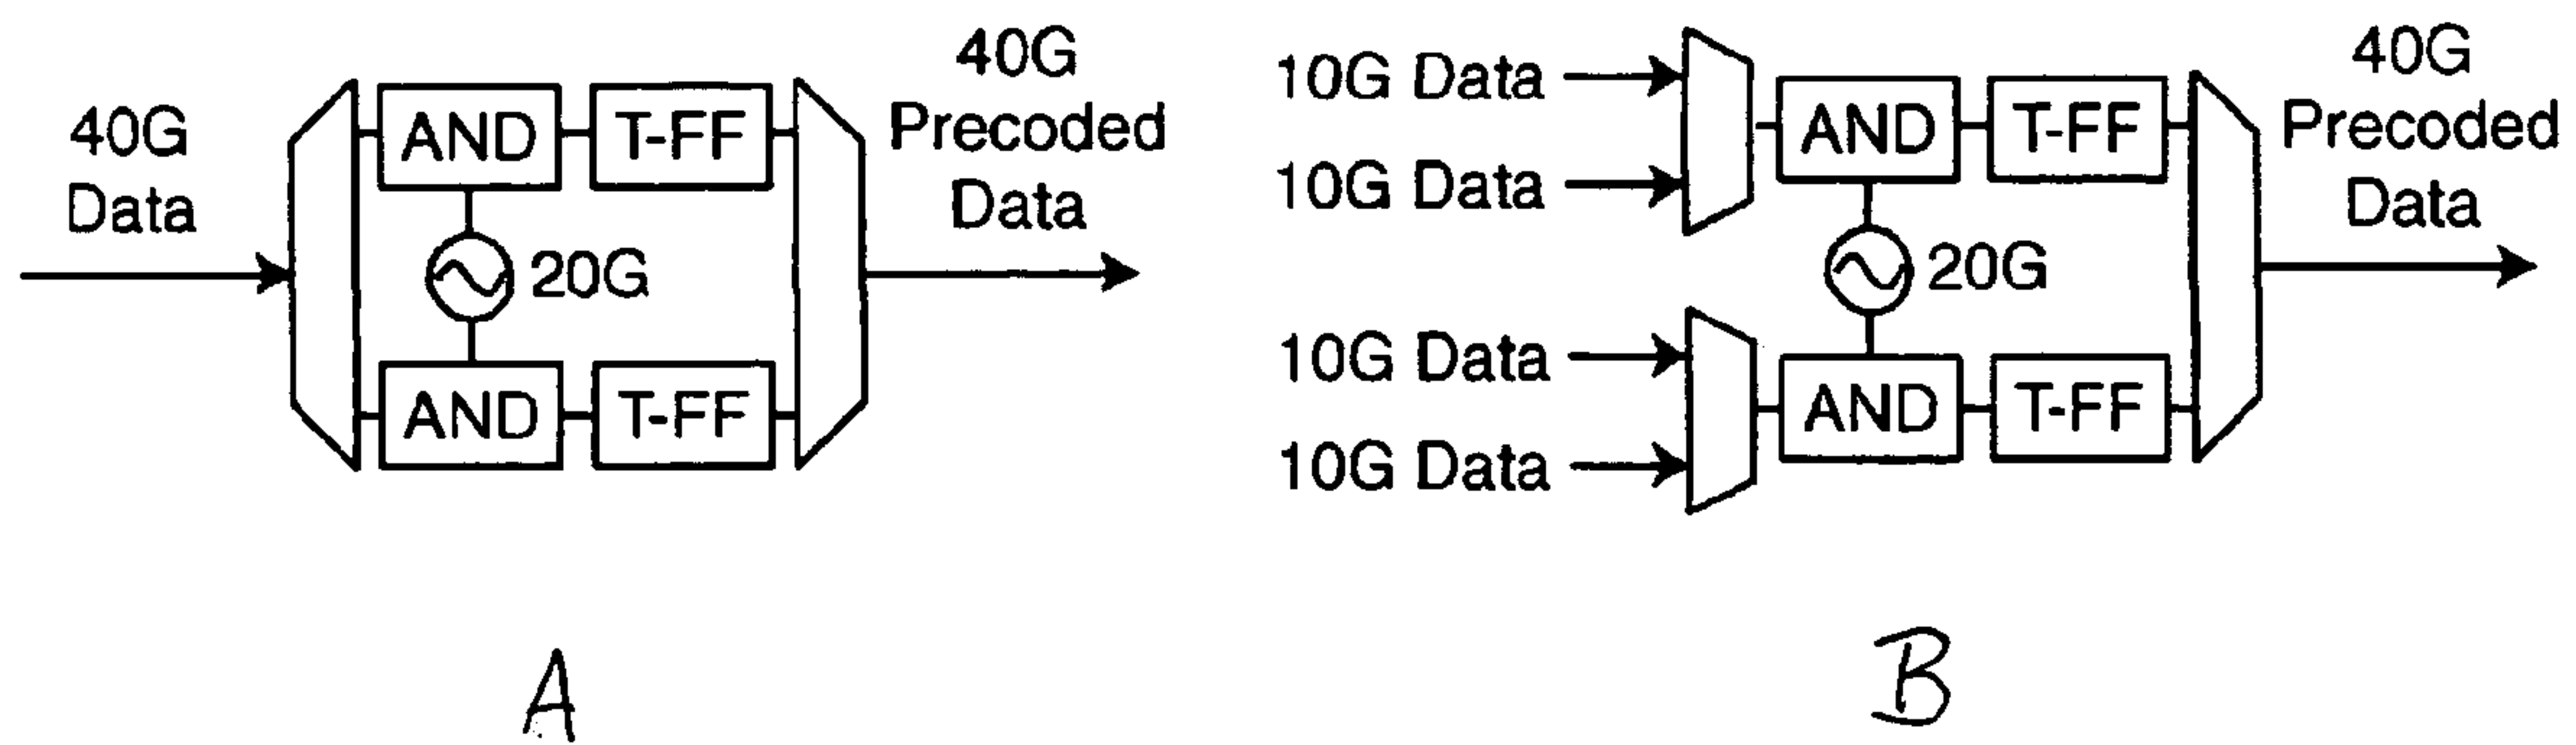 40G
Data
AND
T-FF
20G
AND
T-FF
40G
Precoded
Data
10G Data
10G Data
10G Data
10G Data
AND
T-FF
20G
AND
T-FF
40G
Precoded
Data
A
B